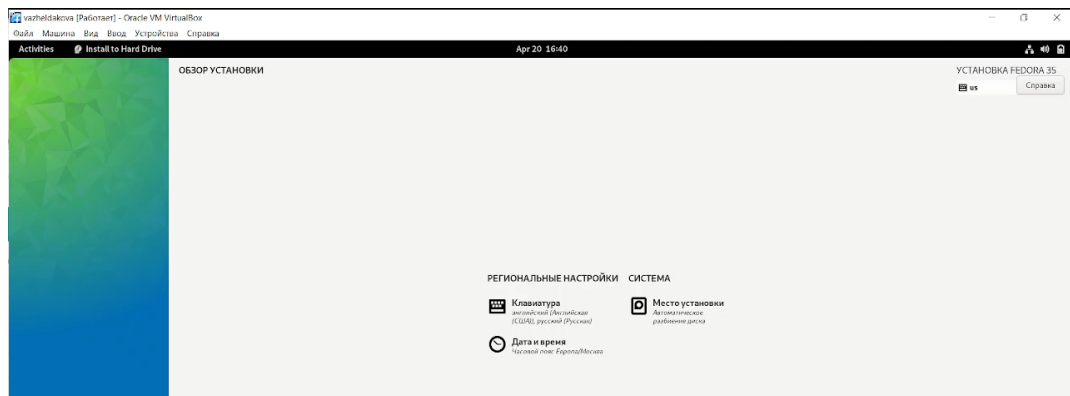 vazheldakova [Работает] - Oracle VM VirtualBox
Файл Машина Вид Ввод Устройства Справка
Activities Install to Hard Drive Apr 20 16:40
ОБЗОР УСТАНОВКИ УСТАНОВКА FEDORA 35
us Справка
РЕГИОНАЛЬНЫЕ НАСТРОЙКИ СИСТЕМА
Клавиатура
английский (Английская
(США)), русский (Русская)
Место установки
Автоматическое
разбиение диска
Дата и время
Часовой пояс Европа/Москва